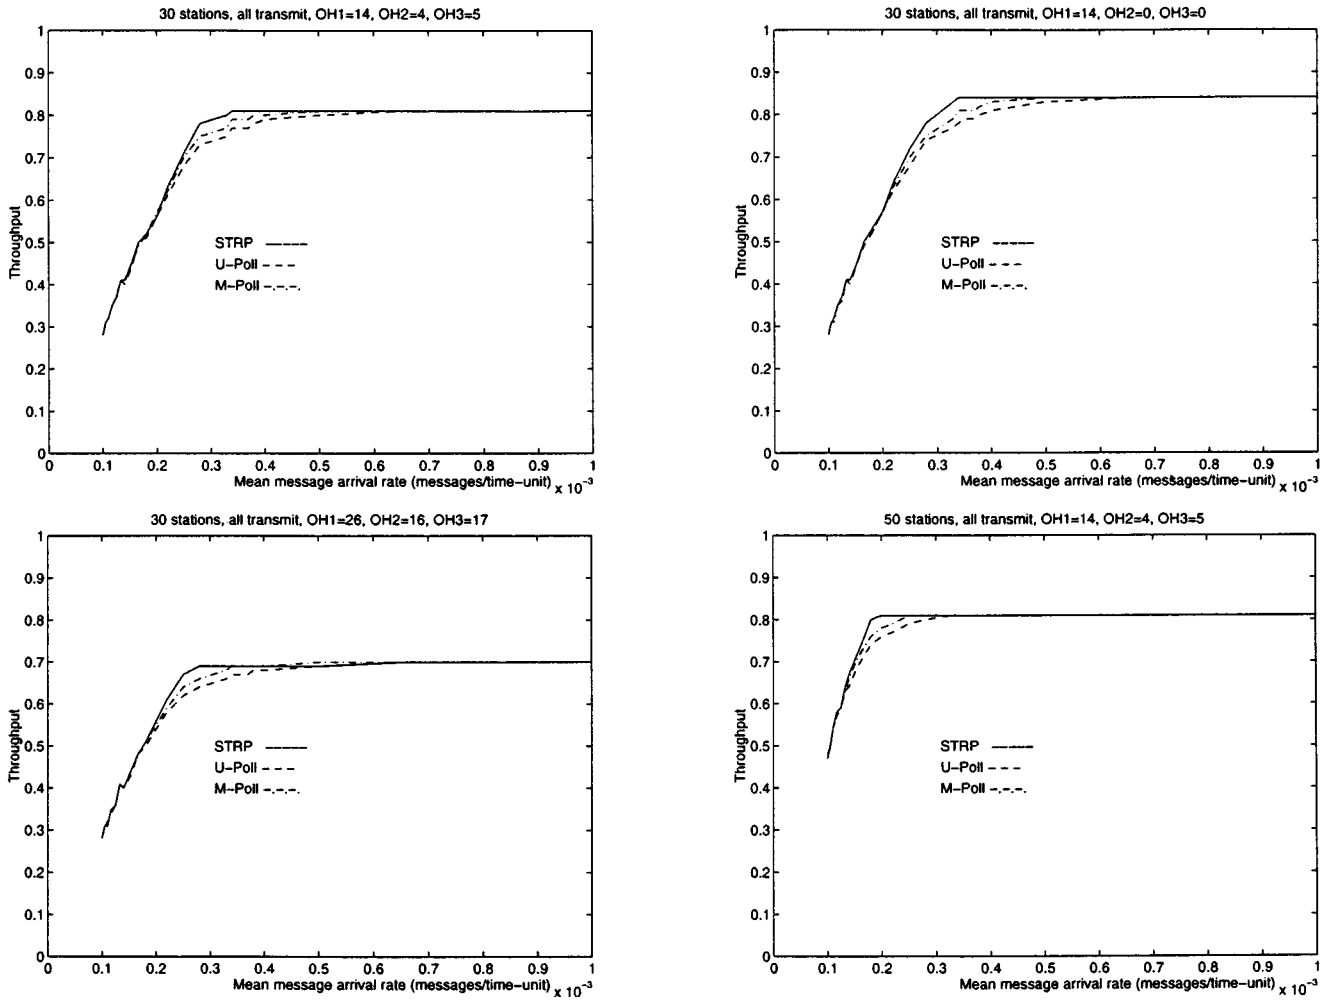 30 stations, all transmit, OH1=14, OH2=4, OH3=5
1
0.9
0.8
0.7
0.6
0.5
0.4
0.3
0.2
0.1
0
Throughput
STRP
U-Poll
M-Poll
0 0.1 0.2 0.3 0.4 0.5 0.6 0.7 0.8 0.9 1
Mean message arrival rate (messages/time-unit) x 10^-3
30 stations, all transmit, OH1=14, OH2=0, OH3=0
1
0.9
0.8
0.7
0.6
0.5
0.4
0.3
0.2
0.1
0
Throughput
STRP
U-Poll
M-Poll
0 0.1 0.2 0.3 0.4 0.5 0.6 0.7 0.8 0.9 1
Mean message arrival rate (messages/time-unit) x 10^-3
30 stations, all transmit, OH1=26, OH2=16, OH3=17
1
0.9
0.8
0.7
0.6
0.5
0.4
0.3
0.2
0.1
0
Throughput
STRP
U-Poll
M-Poll
0 0.1 0.2 0.3 0.4 0.5 0.6 0.7 0.8 0.9 1
Mean message arrival rate (messages/time-unit) x 10^-3
50 stations, all transmit, OH1=14, OH2=4, OH3=5
1
0.9
0.8
0.7
0.6
0.5
0.4
0.3
0.2
0.1
0
Throughput
STRP
U-Poll
M-Poll
0 0.1 0.2 0.3 0.4 0.5 0.6 0.7 0.8 0.9 1
Mean message arrival rate (messages/time-unit) x 10^-3